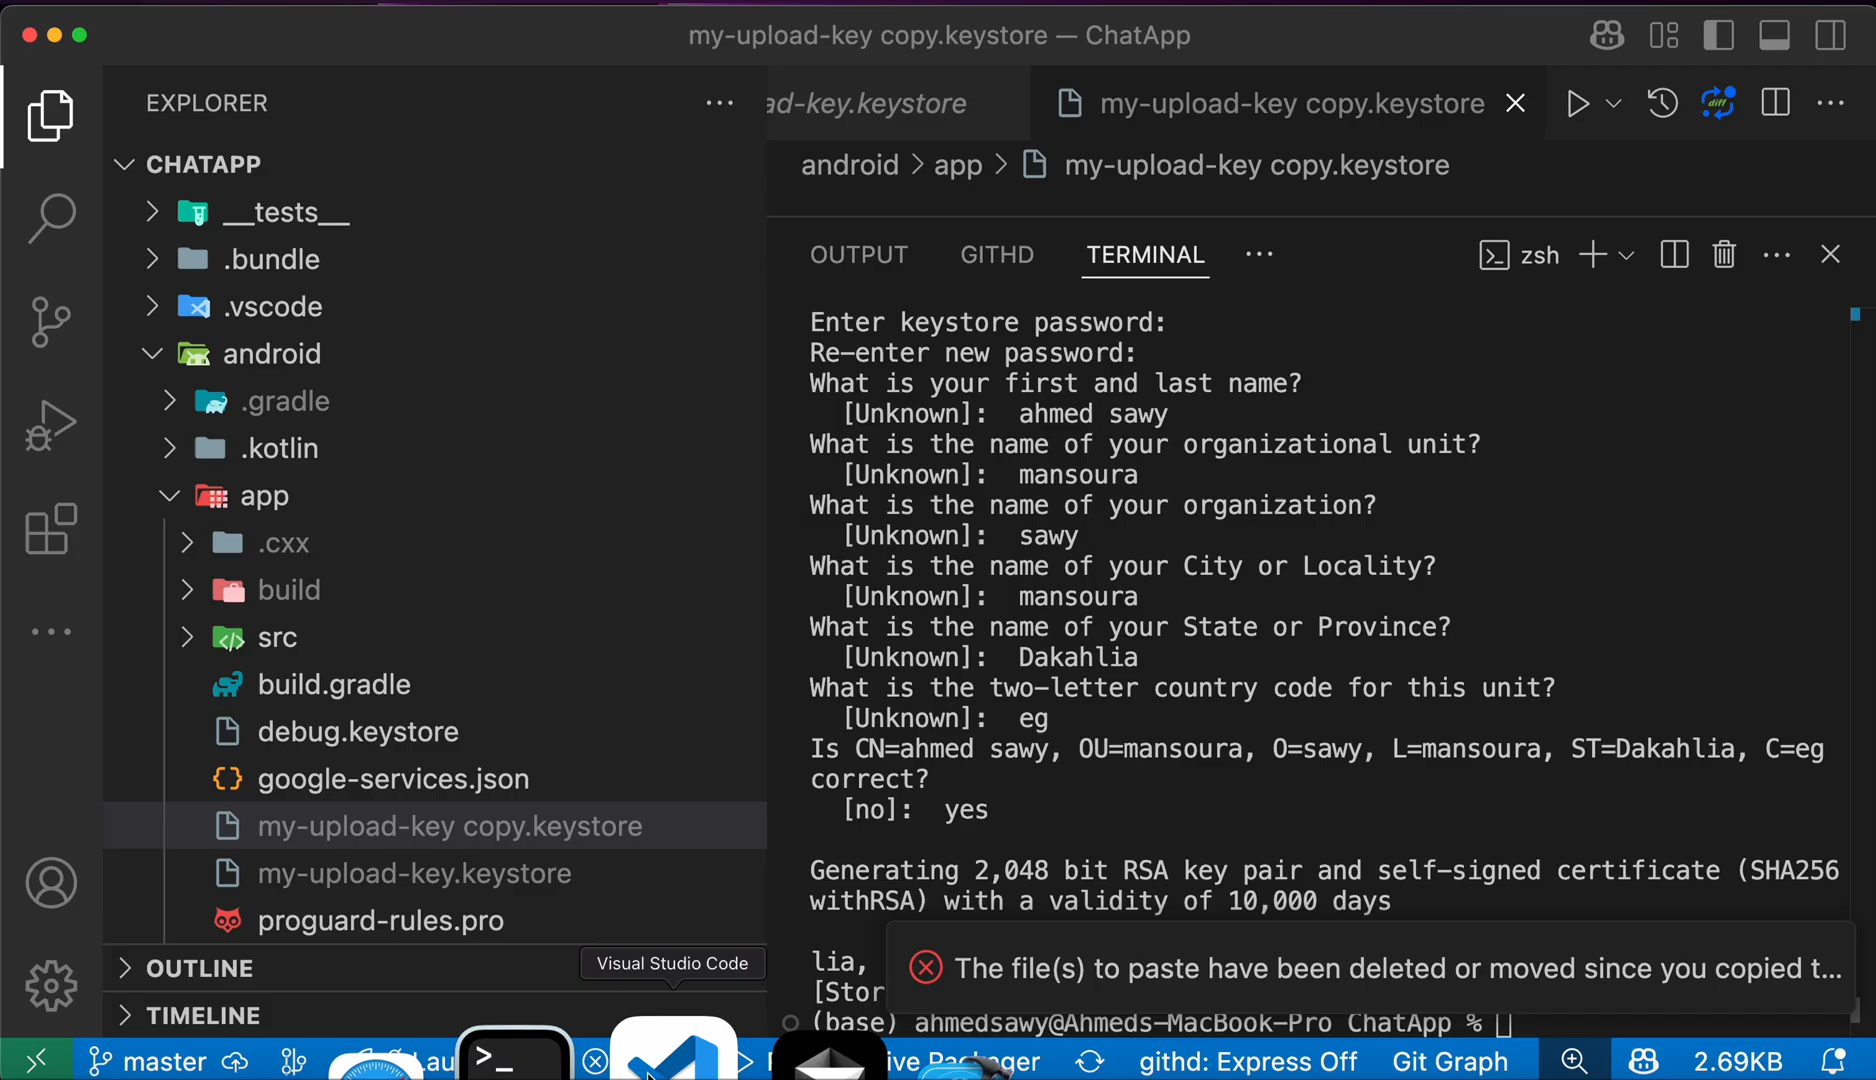 my-upload-key copy.keystore — ChatApp
EXPLORER
ad-key.keystore
my-upload-key copy.keystore
diff
CHATAPP
android > app > my-upload-key copy.keystore
__tests__
.bundle
.vscode
android
.gradle
.kotlin
app
.cxx
build
src
build.gradle
debug.keystore
google-services.json
my-upload-key copy.keystore
my-upload-key.keystore
proguard-rules.pro
OUTLINE
TIMELINE
Visual Studio Code
OUTPUT
GITHD
TERMINAL
zsh
Enter keystore password:
Re-enter new password:
What is your first and last name?
[Unknown]: ahmed sawy
What is the name of your organizational unit?
[Unknown]: mansoura
What is the name of your organization?
[Unknown]: sawy
What is the name of your City or Locality?
[Unknown]: mansoura
What is the name of your State or Province?
[Unknown]: Dakahlia
What is the two-letter country code for this unit?
[Unknown]: eg
Is CN=ahmed sawy, OU=mansoura, O=sawy, L=mansoura, ST=Dakahlia, C=eg
correct?
[no]: yes
Generating 2,048 bit RSA key pair and self-signed certificate (SHA256
withRSA) with a validity of 10,000 days
lia,
[Stor
The file(s) to paste have been deleted or moved since you copied t...
(base) ahmedsawy@Ahmeds-MacBook-Pro ChatApp %
master
githd: Express Off
Git Graph
2.69KB